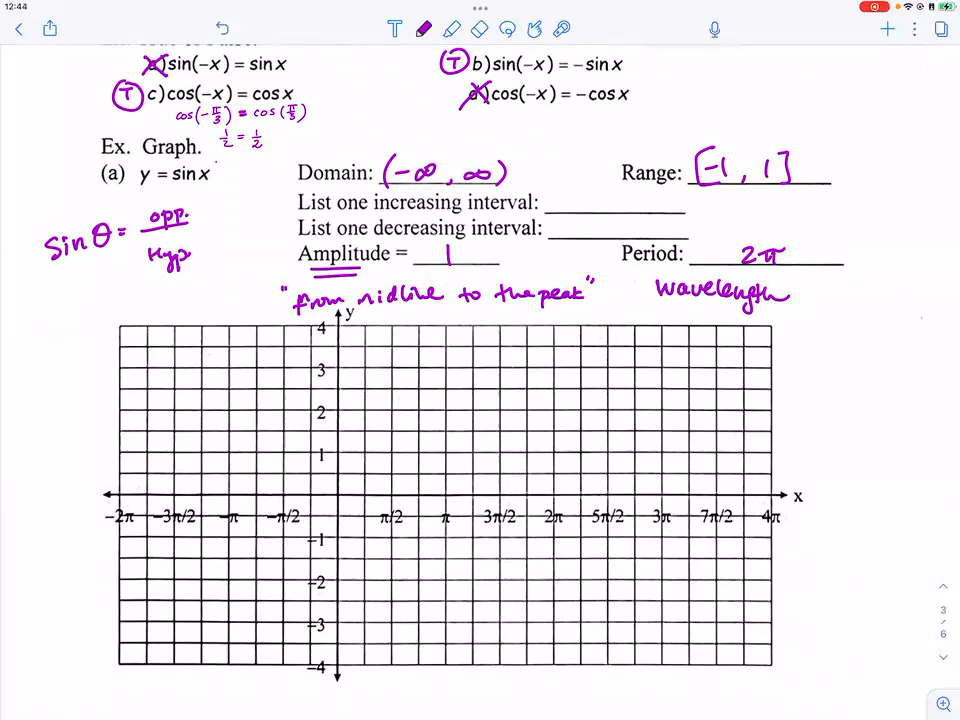 12:44
a) sin(−x) = sin x
T b) sin(−x) = −sin x
T c) cos(−x) = cos x
d) cos(−x) = −cos x
cos(−π/3) = cos(π/3)
1/2 = 1/2
Ex. Graph.
(a) y = sin x
Domain: (−∞, ∞)
Range: [−1, 1]
List one increasing interval: ________
List one decreasing interval: ________
Sin θ = opp. / Hyp
Amplitude = 1
Period: 2π
"from midline to the peak"
wavelength
y
4
3
2
1
x
−2π −3π/2 −π −π/2 π/2 π 3π/2 2π 5π/2 3π 7π/2 4π
−1
−2
−3
−4
3
/
6